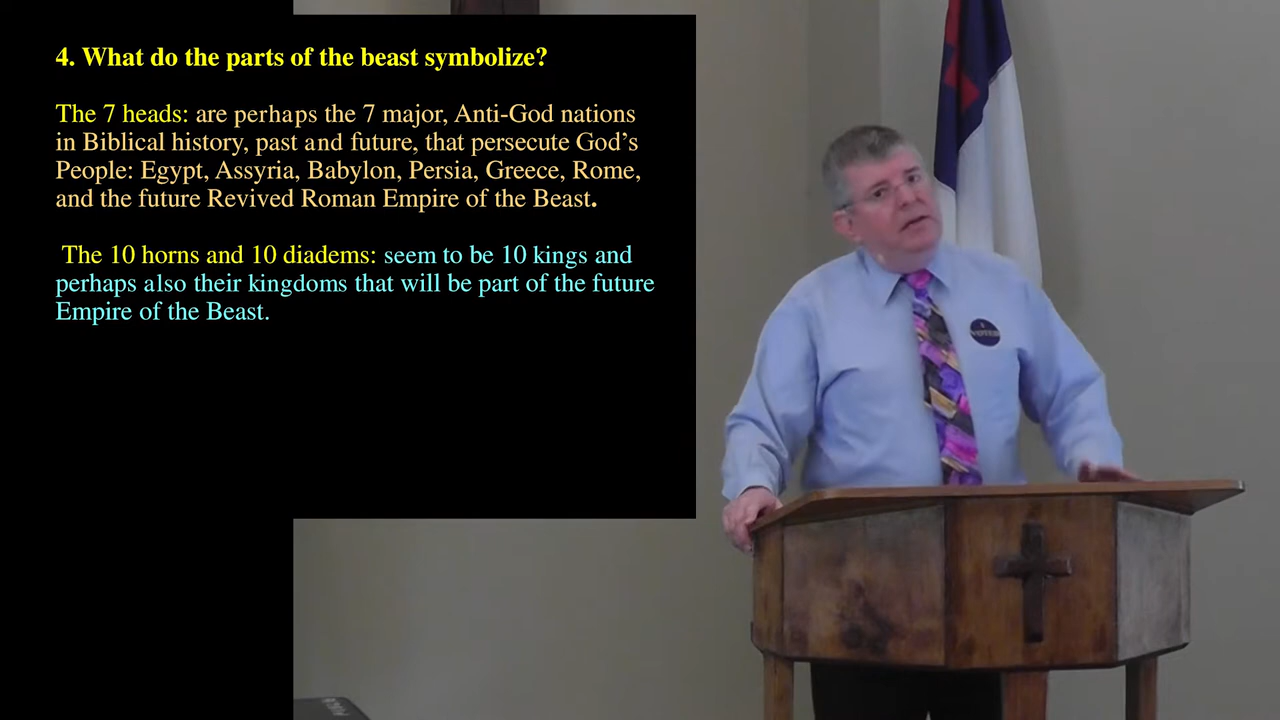 4. What do the parts of the beast symbolize?
The 7 heads: are perhaps the 7 major, Anti-God nations
in Biblical history, past and future, that persecute God's
People: Egypt, Assyria, Babylon, Persia, Greece, Rome,
and the future Revived Roman Empire of the Beast.
The 10 horns and 10 diadems: seem to be 10 kings and
perhaps also their kingdoms that will be part of the future
Empire of the Beast.
I
VOTED